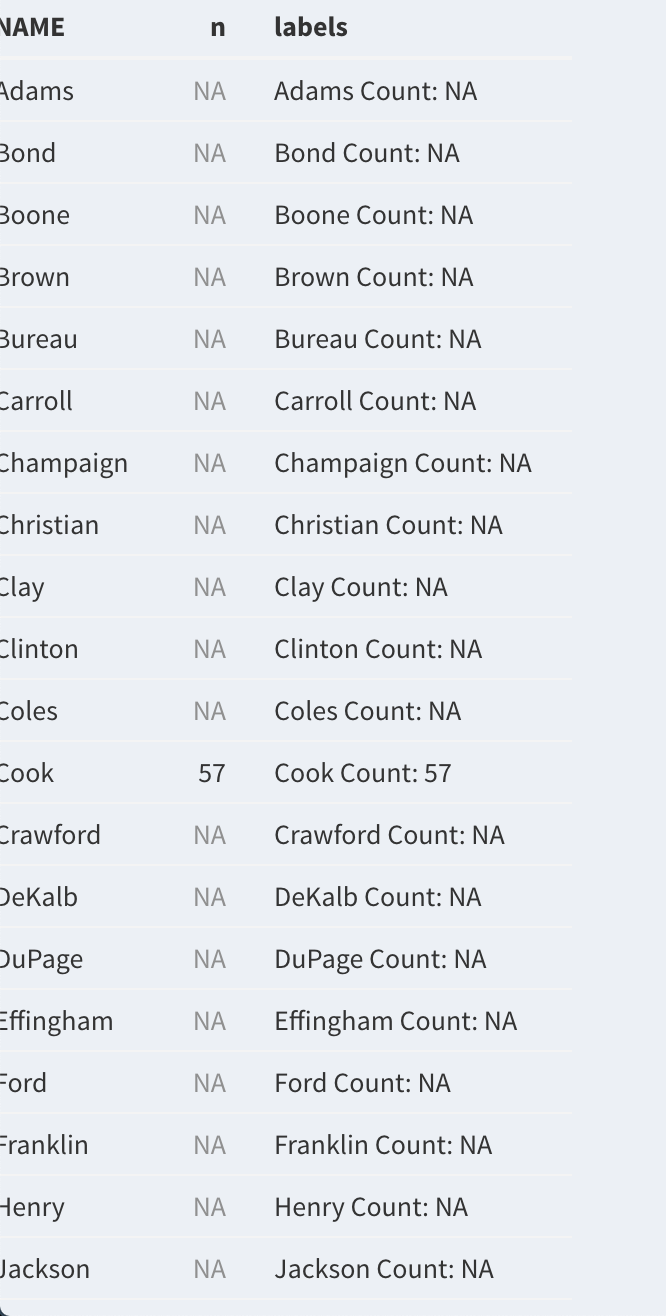 NAME n labels
Adams NA Adams Count: NA
Bond NA Bond Count: NA
Boone NA Boone Count: NA
Brown NA Brown Count: NA
Bureau NA Bureau Count: NA
Carroll NA Carroll Count: NA
Champaign NA Champaign Count: NA
Christian NA Christian Count: NA
Clay NA Clay Count: NA
Clinton NA Clinton Count: NA
Coles NA Coles Count: NA
Cook 57 Cook Count: 57
Crawford NA Crawford Count: NA
DeKalb NA DeKalb Count: NA
DuPage NA DuPage Count: NA
Effingham NA Effingham Count: NA
Ford NA Ford Count: NA
Franklin NA Franklin Count: NA
Henry NA Henry Count: NA
Jackson NA Jackson Count: NA